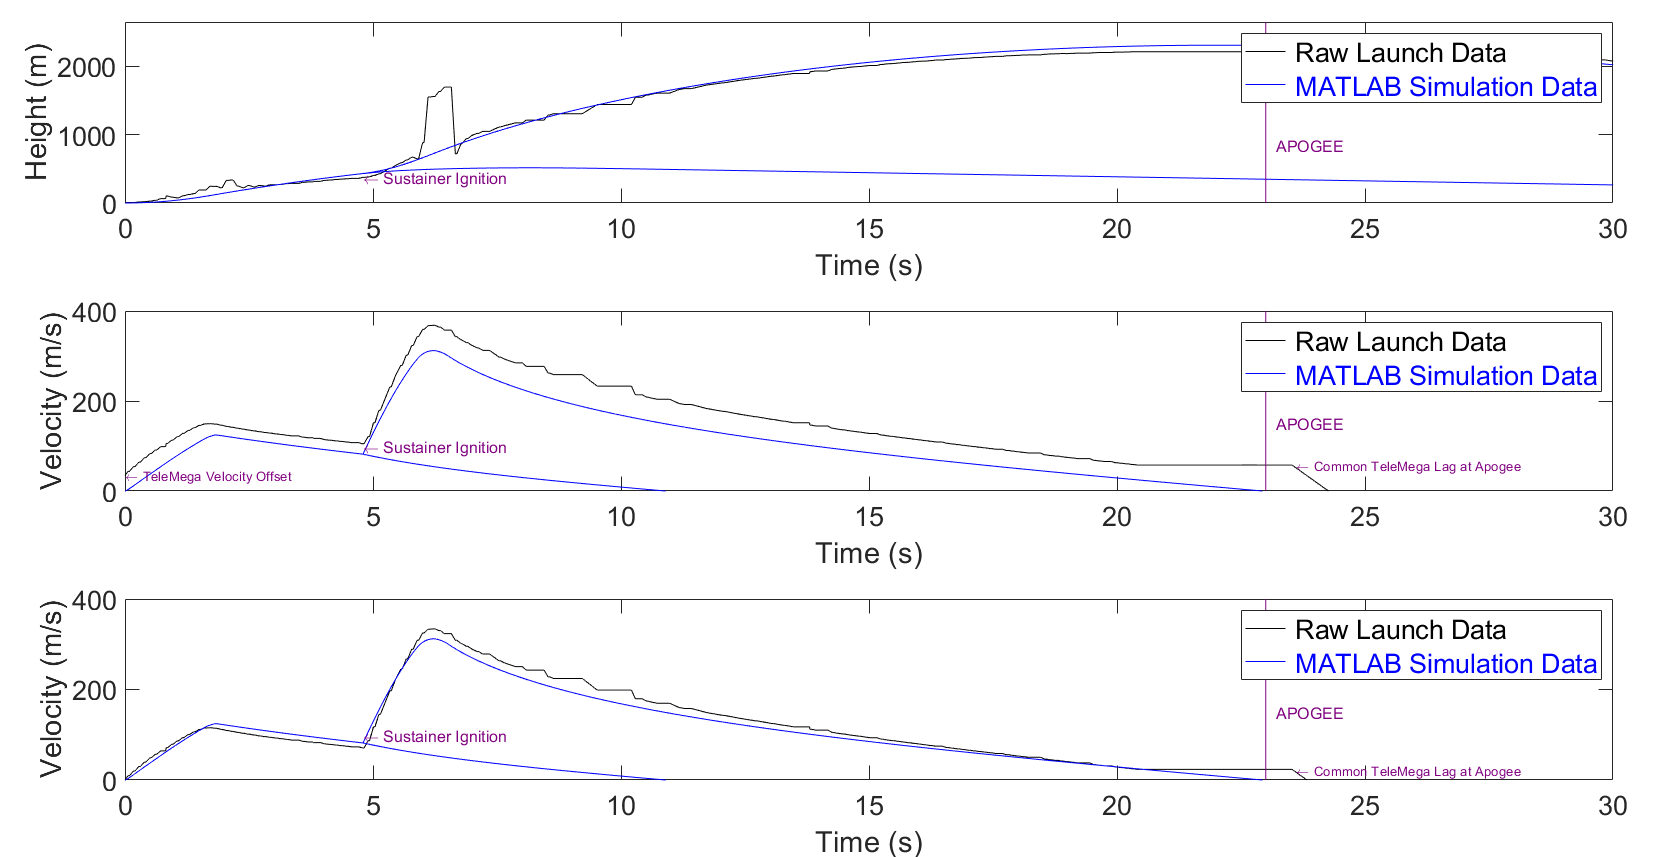 Height (m)
2000
1000
0
Raw Launch Data
MATLAB Simulation Data
APOGEE
← Sustainer Ignition
0 5 10 15 20 25 30
Time (s)
Velocity (m/s)
400
200
0
Raw Launch Data
MATLAB Simulation Data
APOGEE
← Sustainer Ignition
← Common TeleMega Lag at Apogee
← TeleMega Velocity Offset
0 5 10 15 20 25 30
Time (s)
Velocity (m/s)
400
200
0
Raw Launch Data
MATLAB Simulation Data
APOGEE
← Sustainer Ignition
← Common TeleMega Lag at Apogee
0 5 10 15 20 25 30
Time (s)